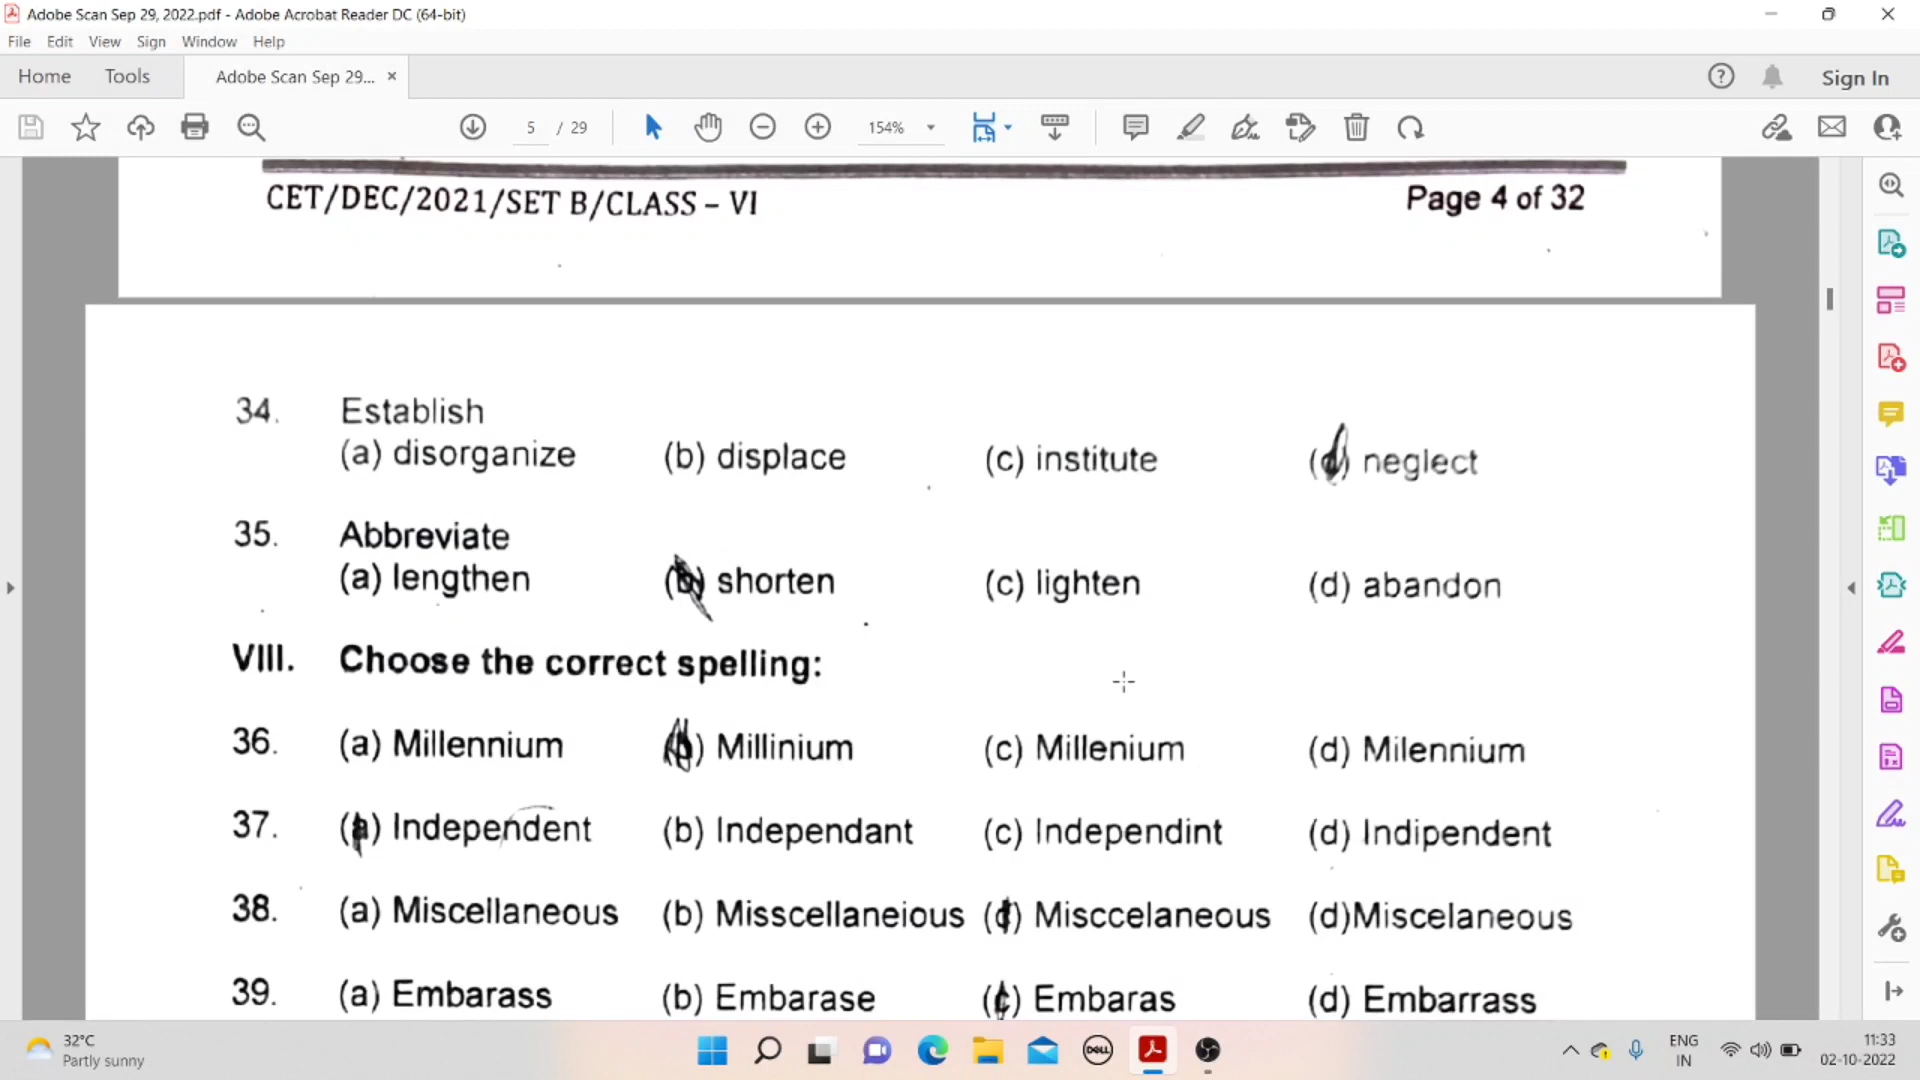 Adobe Scan Sep 29, 2022.pdf - Adobe Acrobat Reader DC (64-bit)
File Edit View Sign Window Help
Home Tools Adobe Scan Sep 29... × Sign In
5 / 29 154%
CET/DEC/2021/SET B/CLASS – VI Page 4 of 32
34. Establish
(a) disorganize (b) displace (c) institute (d) neglect
35. Abbreviate
(a) lengthen (b) shorten (c) lighten (d) abandon
VIII. Choose the correct spelling:
36. (a) Millennium (b) Millinium (c) Millenium (d) Milennium
37. (a) Independent (b) Independant (c) Independint (d) Indipendent
38. (a) Miscellaneous (b) Misscellaneious (c) Misccelaneous (d)Miscelaneous
39. (a) Embarass (b) Embarase (c) Embaras (d) Embarrass
32°C
Partly sunny
DELL
ENG
IN
11:33
02-10-2022